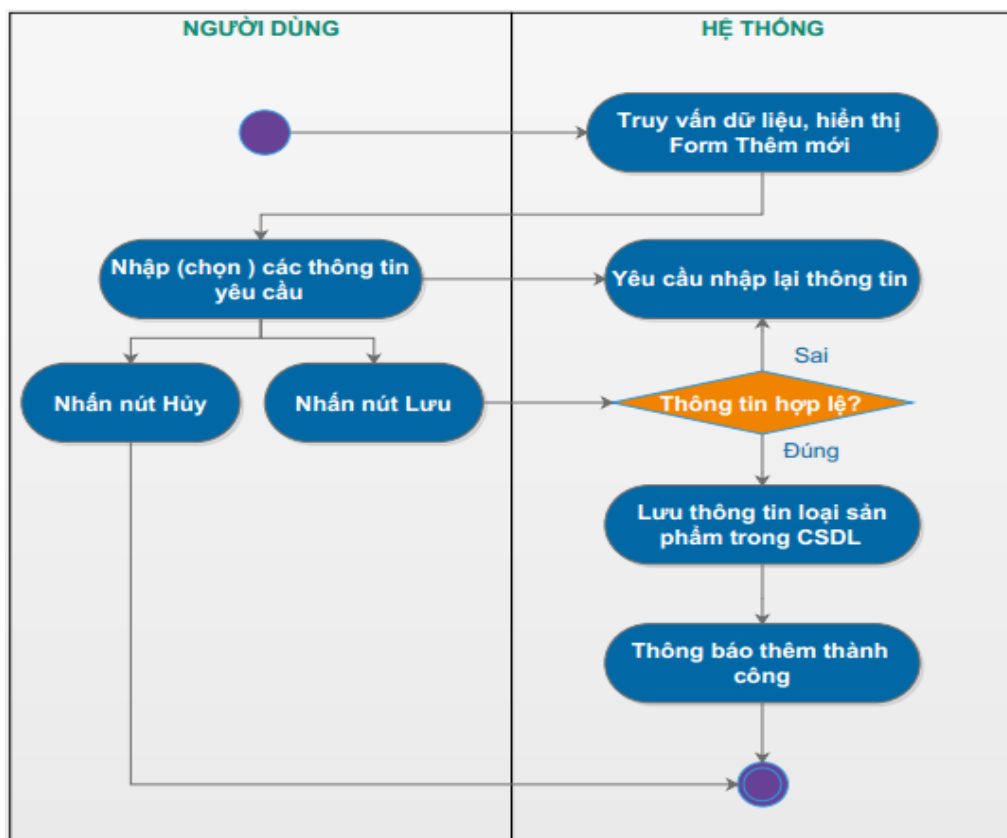 NGƯỜI DÙNG
HỆ THỐNG
Truy vấn dữ liệu, hiển thị
Form Thêm mới
Nhập (chọn ) các thông tin
yêu cầu
Yêu cầu nhập lại thông tin
Sai
Nhấn nút Hủy
Nhấn nút Lưu
Thông tin hợp lệ?
Đúng
Lưu thông tin loại sản
phẩm trong CSDL
Thông báo thêm thành
công